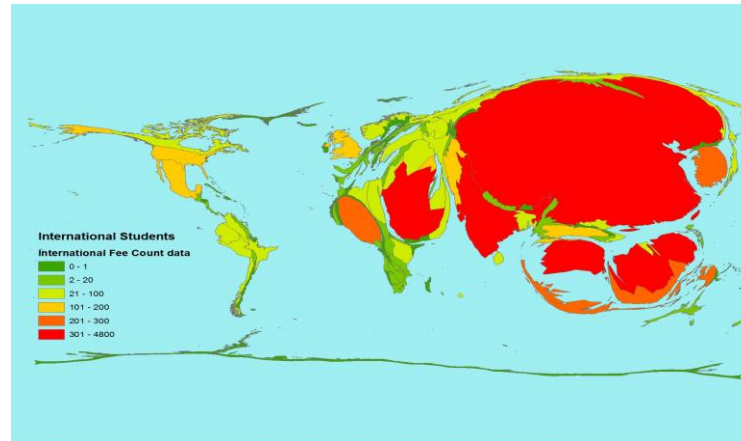 International Students
International Fee Count data
0 - 1
2 - 20
21 - 100
101 - 200
201 - 300
301 - 4800